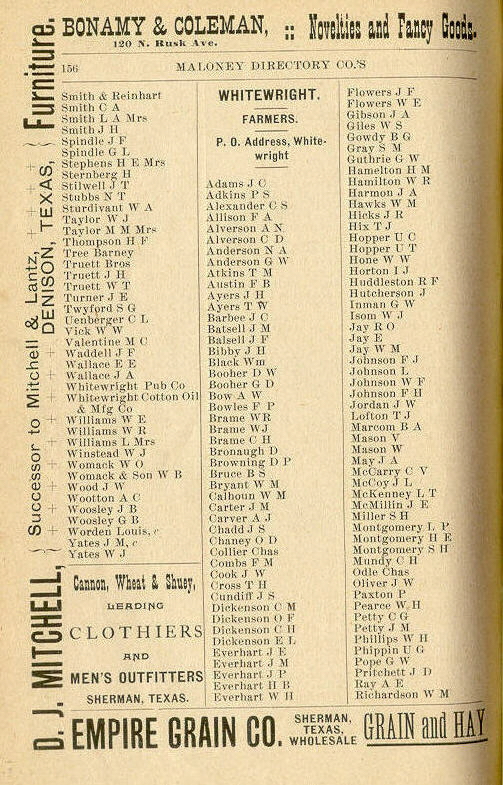 BONAMY & COLEMAN, :: Novelties and Fancy Goods.
120 N. Rusk Ave.
156 MALONEY DIRECTORY CO.'S
D. J. MITCHELL, } Successor to Mitchell & Lantz, DENISON, TEXAS, } Furniture.
Smith & Reinhart
Smith C A
Smith L A Mrs
Smith J H
Spindle J F
Spindle G L
Stephens H E Mrs
Sternberg H
Stilwell J T
Stubbs N T
Sturdivant W A
Taylor W J
Taylor M M Mrs
Thompson H F
Tree Barney
Truett Bros
Truett J H
Truett W T
Turner J E
Twyford S G
Uenberger C L
Vick W W
Valentine M C
Waddell J F
Wallace E E
Wallace J A
Whitewright Pub Co
Whitewright Cotton Oil
& Mfg Co
Williams W E
Williams W R
Williams L Mrs
Winstead W J
Womack W O
Womack & Son W B
Wood J W
Wootton A C
Woosley J B
Woosley G B
Worden Louis, c
Yates J M, c
Yates W J
Cannon, Wheat & Shuey,
LEADING
CLOTHIERS
AND
MEN'S OUTFITTERS
SHERMAN, TEXAS.
WHITEWRIGHT.
FARMERS.
P. O. Address, White-
wright
Adams J C
Adkins P S
Alexander C S
Allison F A
Alverson A N
Alverson C D
Anderson N A
Anderson G W
Atkins T M
Austin F B
Ayers J H
Ayers T W
Barbee J C
Batsell J M
Balsell J F
Bibby J H
Black Wm
Booher D W
Booher G D
Bow A W
Bowles F P
Brame WR
Brame WJ
Brame C H
Bronaugh D
Browning D P
Bruce B S
Bryant W M
Calhoun W M
Carter J M
Carver A J
Chadd J S
Chaney O D
Collier Chas
Combs F M
Cook J W
Cross T H
Cundiff J S
Dickenson C M
Dickenson O F
Dickenson C H
Dickenson E L
Everhart J E
Everhart J M
Everhart J P
Everhart H B
Everhart W H
Flowers J F
Flowers W E
Gibson J A
Giles W S
Gowdy B G
Gray S M
Guthrie G W
Hamelton H M
Hamilton W R
Harmon J A
Hawks W M
Hicks J R
Hix T J
Hopper U C
Hopper U T
Hone W W
Horton I J
Huddleston R F
Hutcherson J
Inman G W
Isom W J
Jay R O
Jay E
Jay W M
Johnson F J
Johnson L
Johnson W F
Johnson F H
Jordan J W
Lofton T J
Marcom B A
Mason V
Mason W
May J A
McCarry C V
McCoy J L
McKenney L T
McMillin J E
Miller S H
Montgomery L P
Montgomery H E
Montgomery S H
Mundy C H
Odle Chas
Oliver J W
Paxton P
Pearce W H
Petty C G
Petty J M
Phillips W H
Phippin U G
Pope G W
Pritchett J D
Ray A E
Richardson W M
EMPIRE GRAIN CO. SHERMAN, TEXAS, WHOLESALE GRAIN and HAY